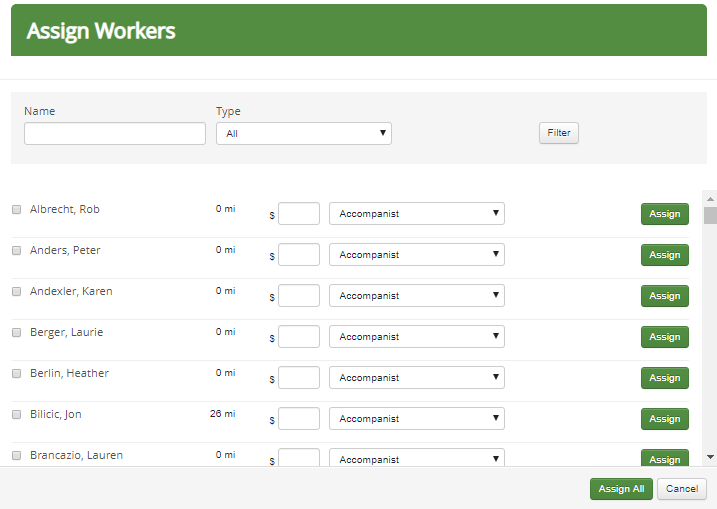 Assign Workers
Name Type
All Filter
Albrecht, Rob 0 mi $ Accompanist Assign
Anders, Peter 0 mi $ Accompanist Assign
Andexler, Karen 0 mi $ Accompanist Assign
Berger, Laurie 0 mi $ Accompanist Assign
Berlin, Heather 0 mi $ Accompanist Assign
Bilicic, Jon 26 mi $ Accompanist Assign
Brancazio, Lauren 0 mi $ Accompanist Assign
Assign All Cancel